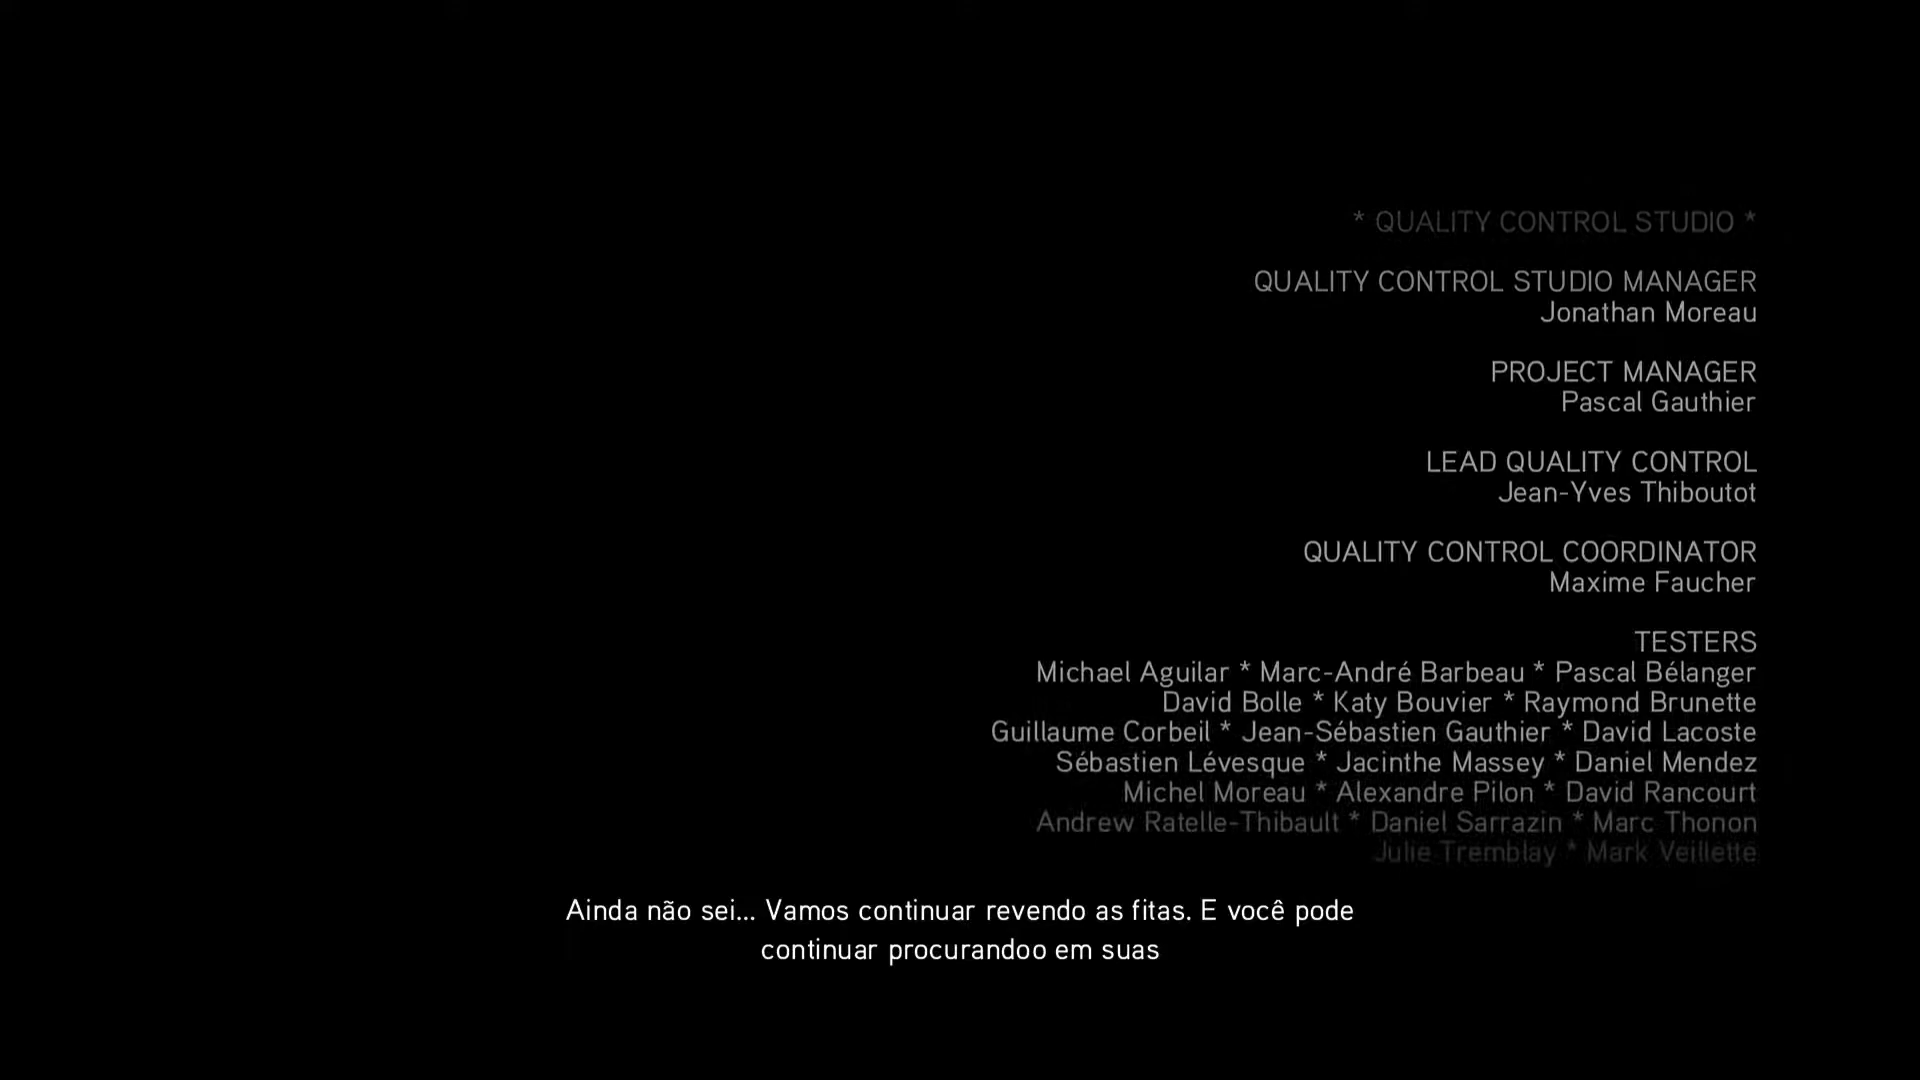 * QUALITY CONTROL STUDIO *
QUALITY CONTROL STUDIO MANAGER
Jonathan Moreau
PROJECT MANAGER
Pascal Gauthier
LEAD QUALITY CONTROL
Jean-Yves Thiboutot
QUALITY CONTROL COORDINATOR
Maxime Faucher
TESTERS
Michael Aguilar * Marc-André Barbeau * Pascal Bélanger
David Bolle * Katy Bouvier * Raymond Brunette
Guillaume Corbeil * Jean-Sébastien Gauthier * David Lacoste
Sébastien Lévesque * Jacinthe Massey * Daniel Mendez
Michel Moreau * Alexandre Pilon * David Rancourt
Andrew Ratelle-Thibault * Daniel Sarrazin * Marc Thonon
Julie Tremblay * Mark Veillette
Ainda não sei... Vamos continuar revendo as fitas. E você pode
continuar procurandoo em suas